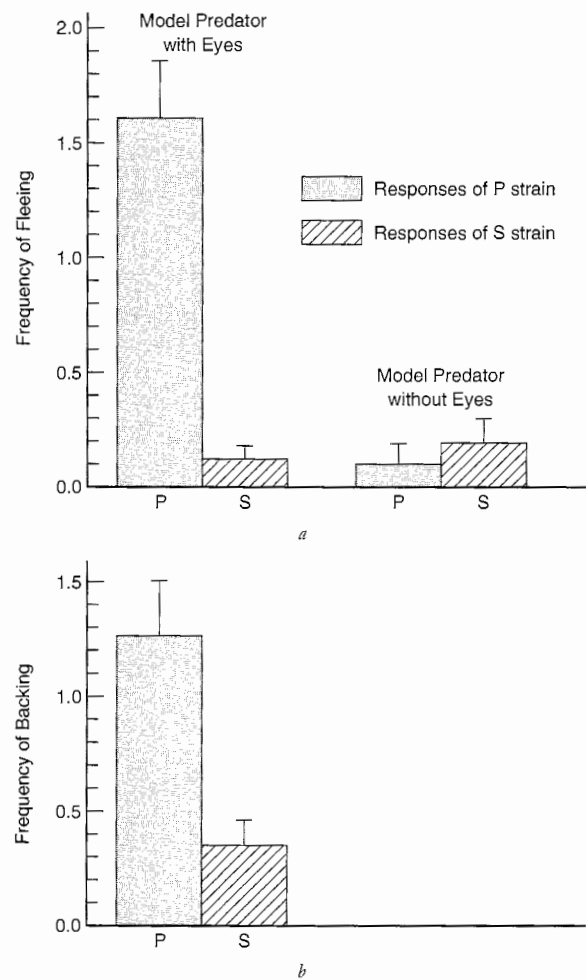 Model Predator
with Eyes
2.0
1.5
1.0
0.5
0.0
Frequency of Fleeing
Responses of P strain
Responses of S strain
Model Predator
without Eyes
P
S
P
S
a
1.5
1.0
0.5
0.0
Frequency of Backing
P
S
b